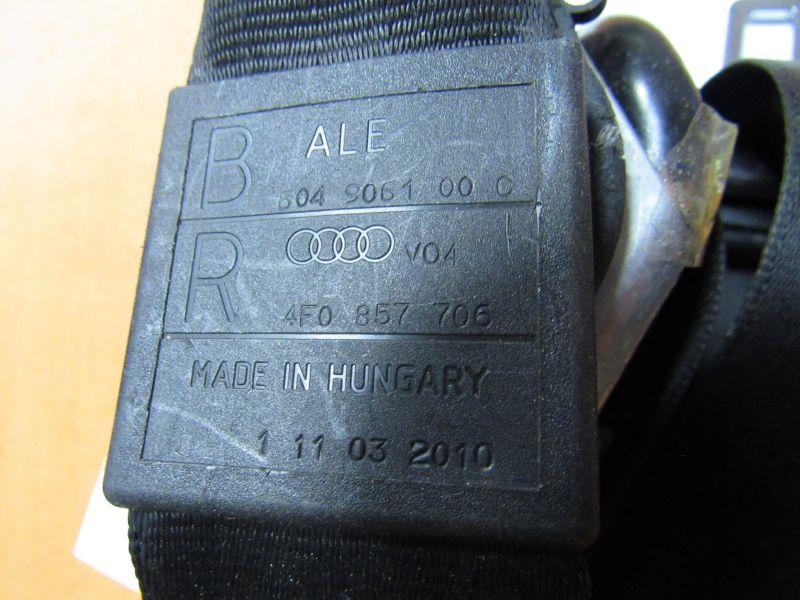 B
ALE
604 9061 00 C
R
V04
4F0 857 706
MADE IN HUNGARY
1 11 03 2010